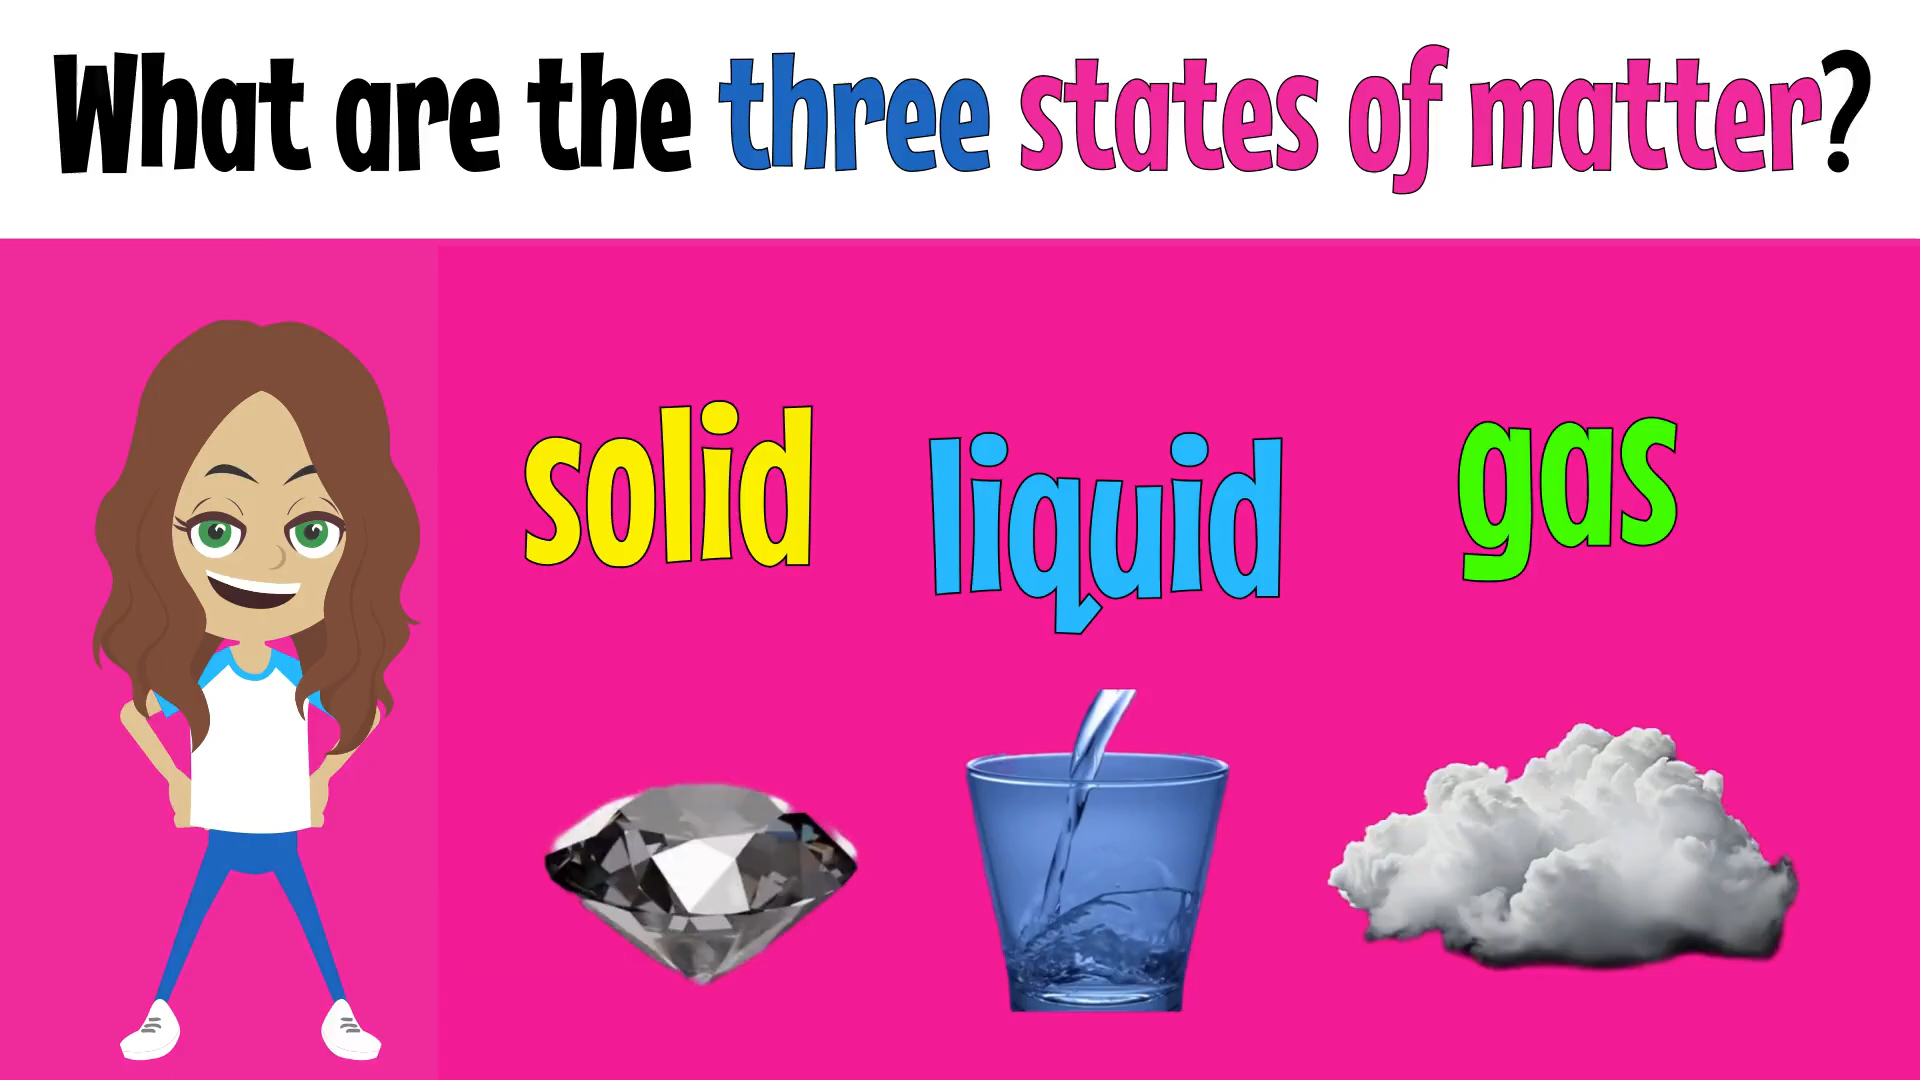 What are the three states of matter?
solid
liquid
gas